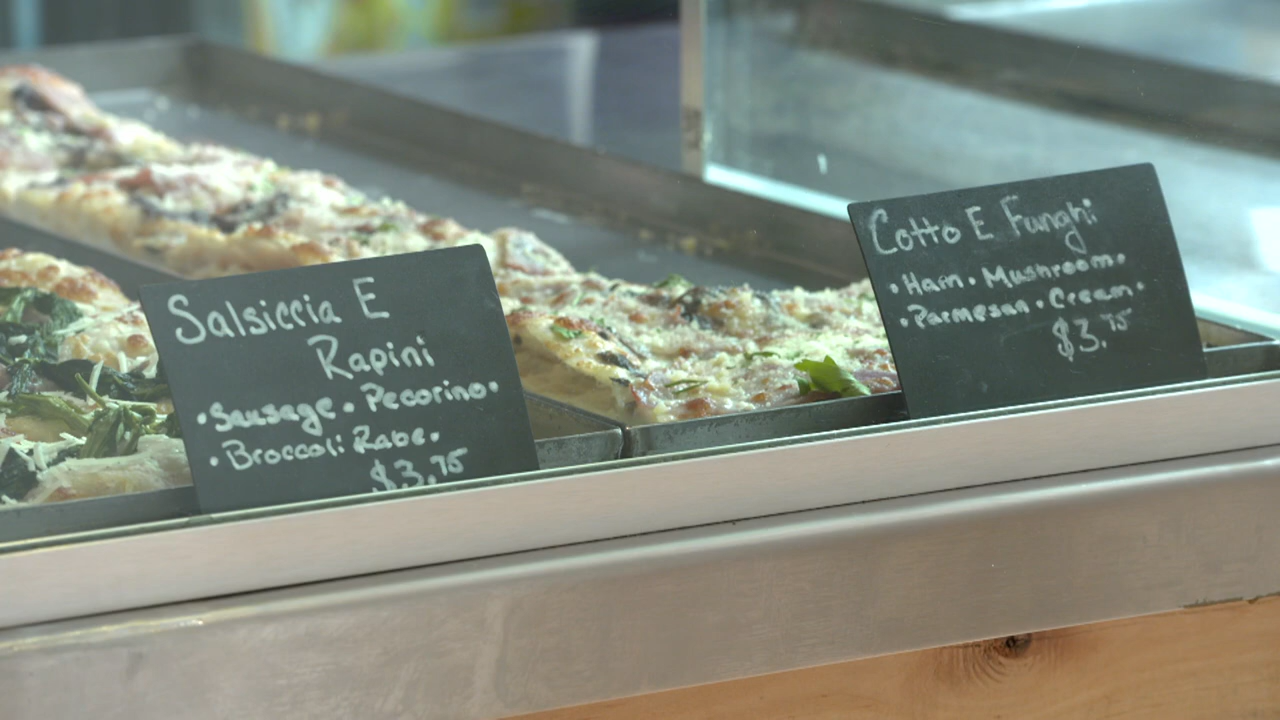 Salsiccia E
Rapini
•Sausage • Pecorino•
•Broccoli Rabe.
$3.75
Cotto E Funghi
•Ham • Mushroom•
•Parmesan • Cream•
$3.75